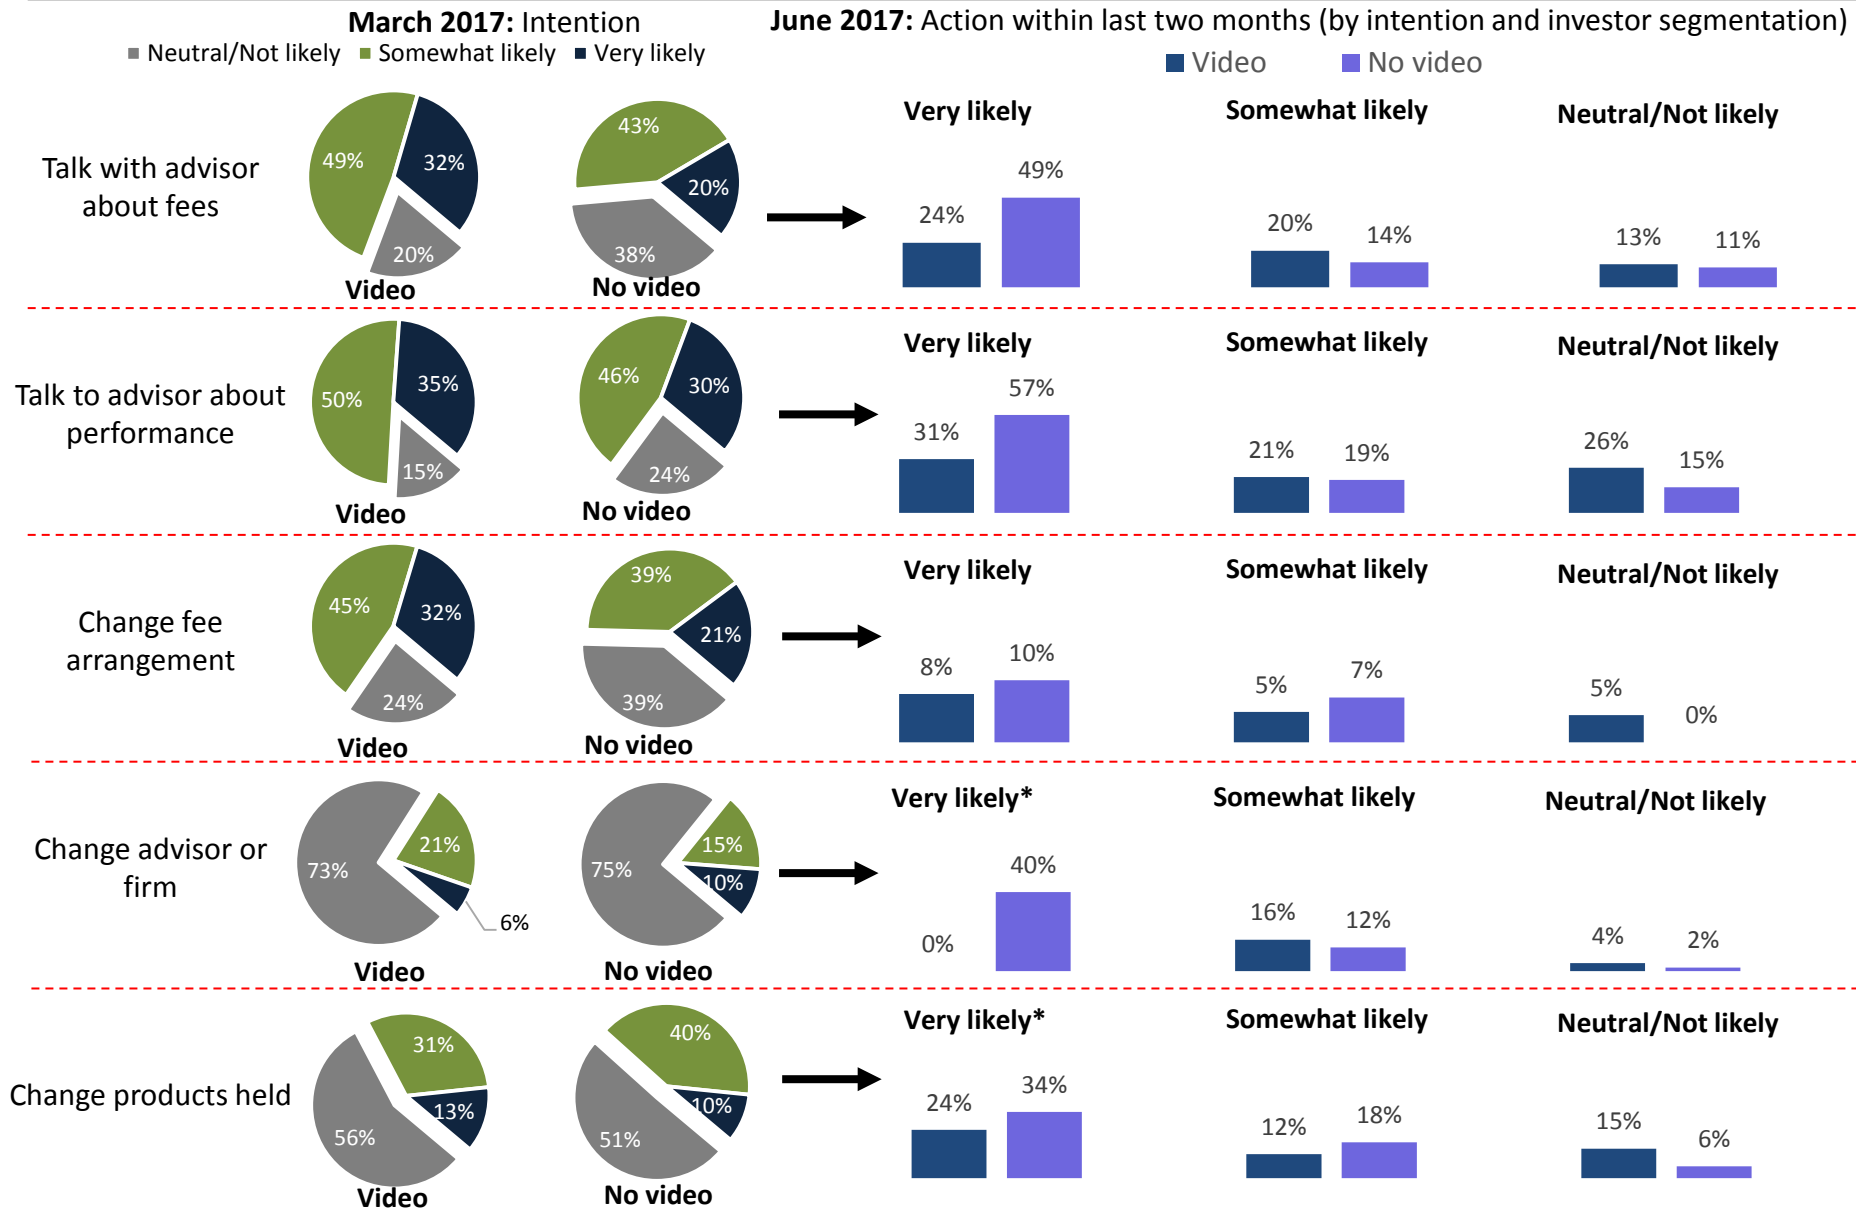 March 2017: Intention
June 2017: Action within last two months (by intention and investor segmentation)
Neutral/Not likely Somewhat likely Very likely
Video No video
Talk with advisor
about fees
49%
32%
20%
Video
43%
20%
38%
No video
Very likely
24%
49%
Somewhat likely
20%
14%
Neutral/Not likely
13%
11%
Talk to advisor about
performance
50%
35%
15%
Video
46%
30%
24%
No video
Very likely
31%
57%
Somewhat likely
21%
19%
Neutral/Not likely
26%
15%
Change fee
arrangement
45%
32%
24%
Video
39%
21%
39%
No video
Very likely
8%
10%
Somewhat likely
5%
7%
Neutral/Not likely
5%
0%
Change advisor or
firm
73%
21%
6%
Video
75%
15%
10%
No video
Very likely*
0%
40%
Somewhat likely
16%
12%
Neutral/Not likely
4%
2%
Change products held
56%
31%
13%
Video
51%
40%
10%
No video
Very likely*
24%
34%
Somewhat likely
12%
18%
Neutral/Not likely
15%
6%